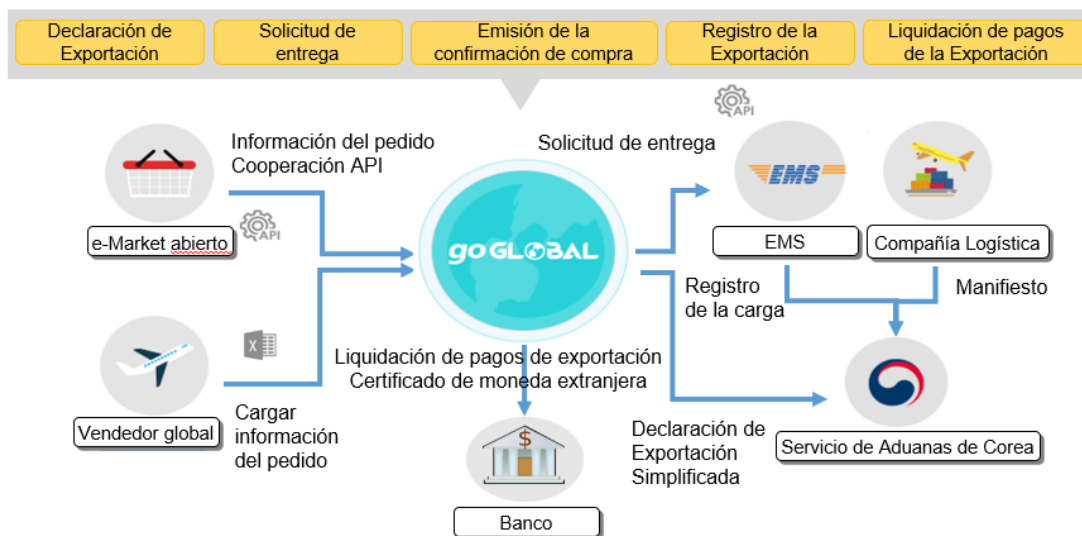 Declaración de
Exportación
Solicitud de
entrega
Emisión de la
confirmación de compra
Registro de la
Exportación
Liquidación de pagos
de la Exportación
Información del pedido
Cooperación API
API
e-Market abierto
goGLOBAL
Solicitud de entrega
API
EMS
EMS
Compañía Logística
Registro
de la carga
Manifiesto
X
Vendedor global
Cargar
información
del pedido
Liquidación de pagos de exportación
Certificado de moneda extranjera
$
Banco
Declaración de
Exportación
Simplificada
Servicio de Aduanas de Corea